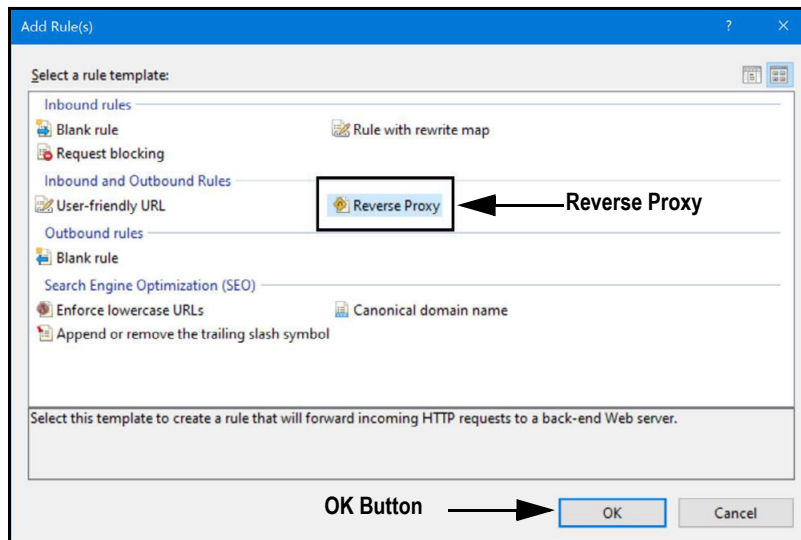 Add Rule(s)
?
Select a rule template:
Inbound rules
Blank rule
Rule with rewrite map
Request blocking
Inbound and Outbound Rules
User-friendly URL
Reverse Proxy
Reverse Proxy
Outbound rules
Blank rule
Search Engine Optimization (SEO)
Enforce lowercase URLs
Canonical domain name
Append or remove the trailing slash symbol
Select this template to create a rule that will forward incoming HTTP requests to a back-end Web server.
OK Button
OK
Cancel